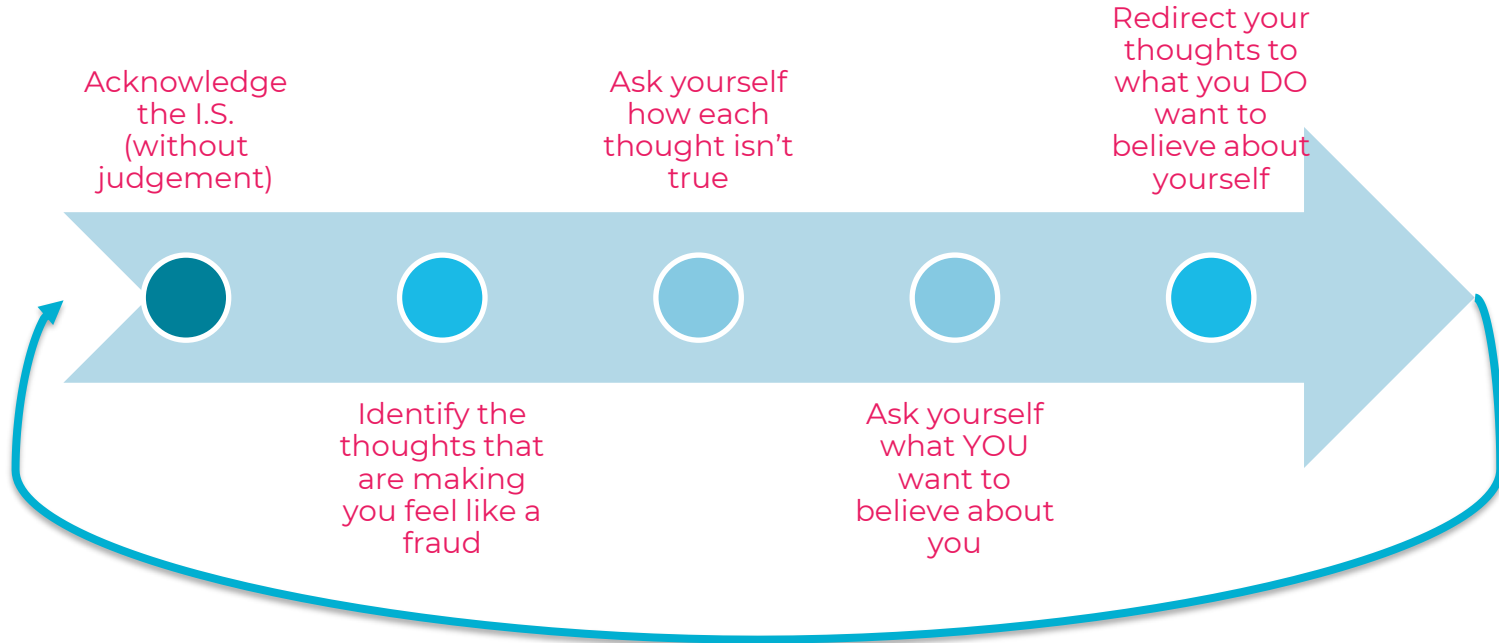 Acknowledge
the I.S.
(without
judgement)
Identify the
thoughts that
are making
you feel like a
fraud
Ask yourself
how each
thought isn’t
true
Ask yourself
what YOU
want to
believe about
you
Redirect your
thoughts to
what you DO
want to
believe about
yourself